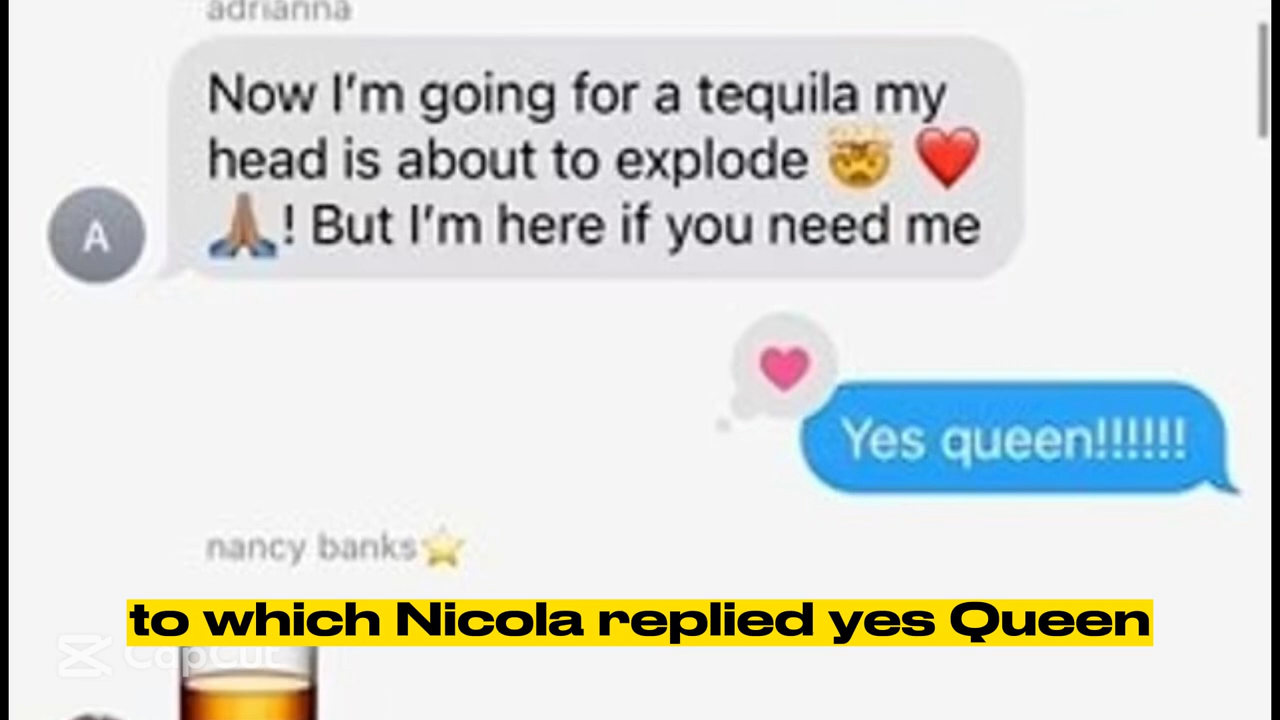 adrianna
Now I'm going for a tequila my
head is about to explode 🤯 ❤️
🙏🏽! But I'm here if you need me
A
Yes queen!!!!!!
nancy banks⭐
to which Nicola replied yes Queen
CapCut